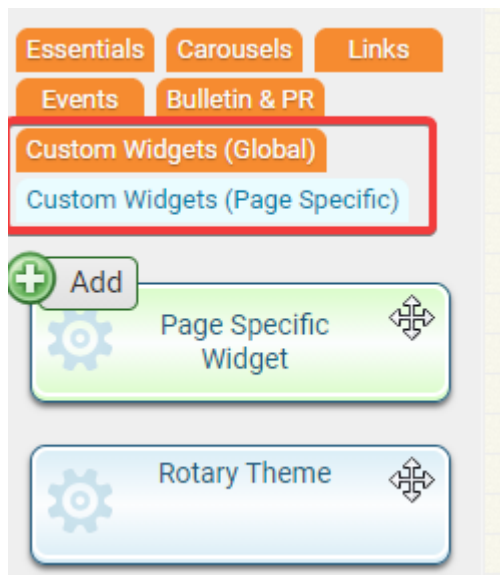 Essentials Carousels Links
Events Bulletin & PR
Custom Widgets (Global)
Custom Widgets (Page Specific)
Add
Page Specific
Widget
Rotary Theme